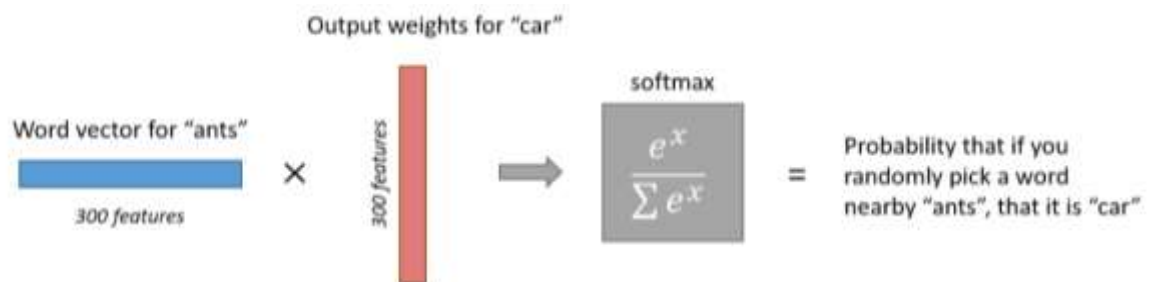 Output weights for “car”
softmax
Word vector for “ants”
300 features
×
300 features
e^x
∑ e^x
=
Probability that if you
randomly pick a word
nearby “ants”, that it is “car”